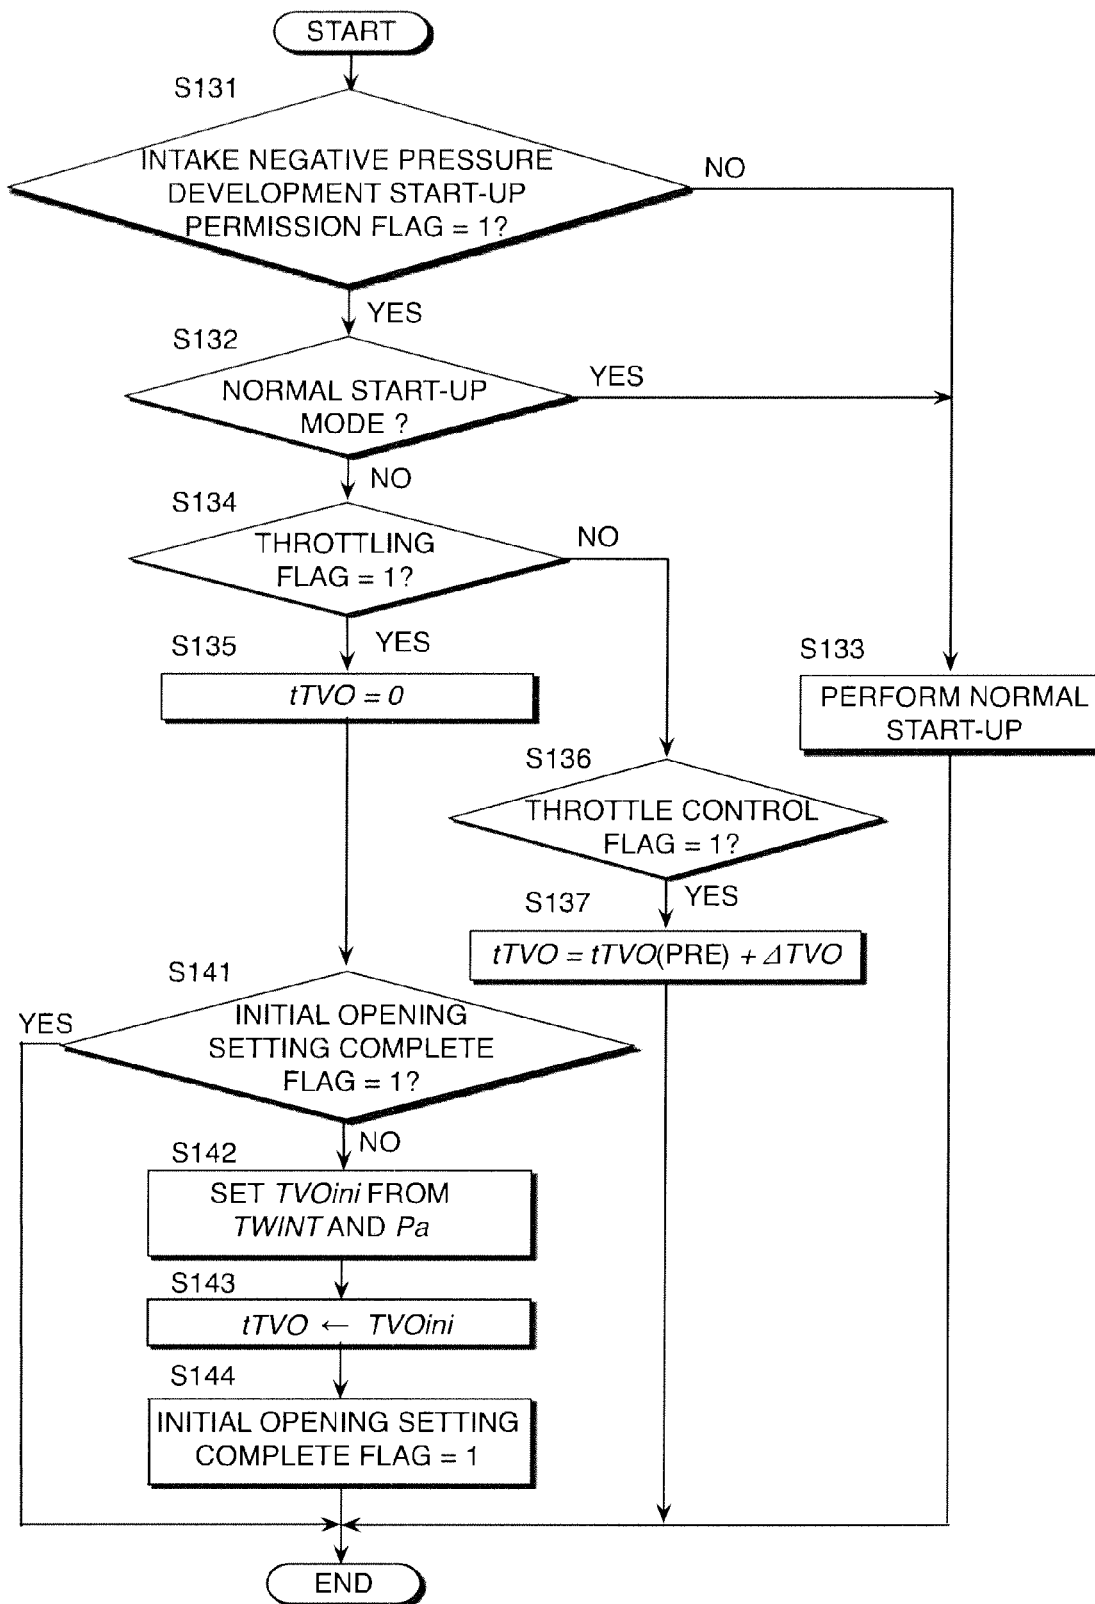 START
S131
INTAKE NEGATIVE PRESSURE
DEVELOPMENT START-UP
PERMISSION FLAG = 1?
NO
YES
S132
NORMAL START-UP
MODE ?
YES
NO
S134
THROTTLING
FLAG = 1?
NO
YES
S135
tTVO = 0
S133
PERFORM NORMAL
START-UP
S136
THROTTLE CONTROL
FLAG = 1?
YES
S137
tTVO = tTVO(PRE) + ΔTVO
S141
YES
INITIAL OPENING
SETTING COMPLETE
FLAG = 1?
NO
S142
SET TVOini FROM
TWINT AND Pa
S143
tTVO ← TVOini
S144
INITIAL OPENING SETTING
COMPLETE FLAG = 1
END